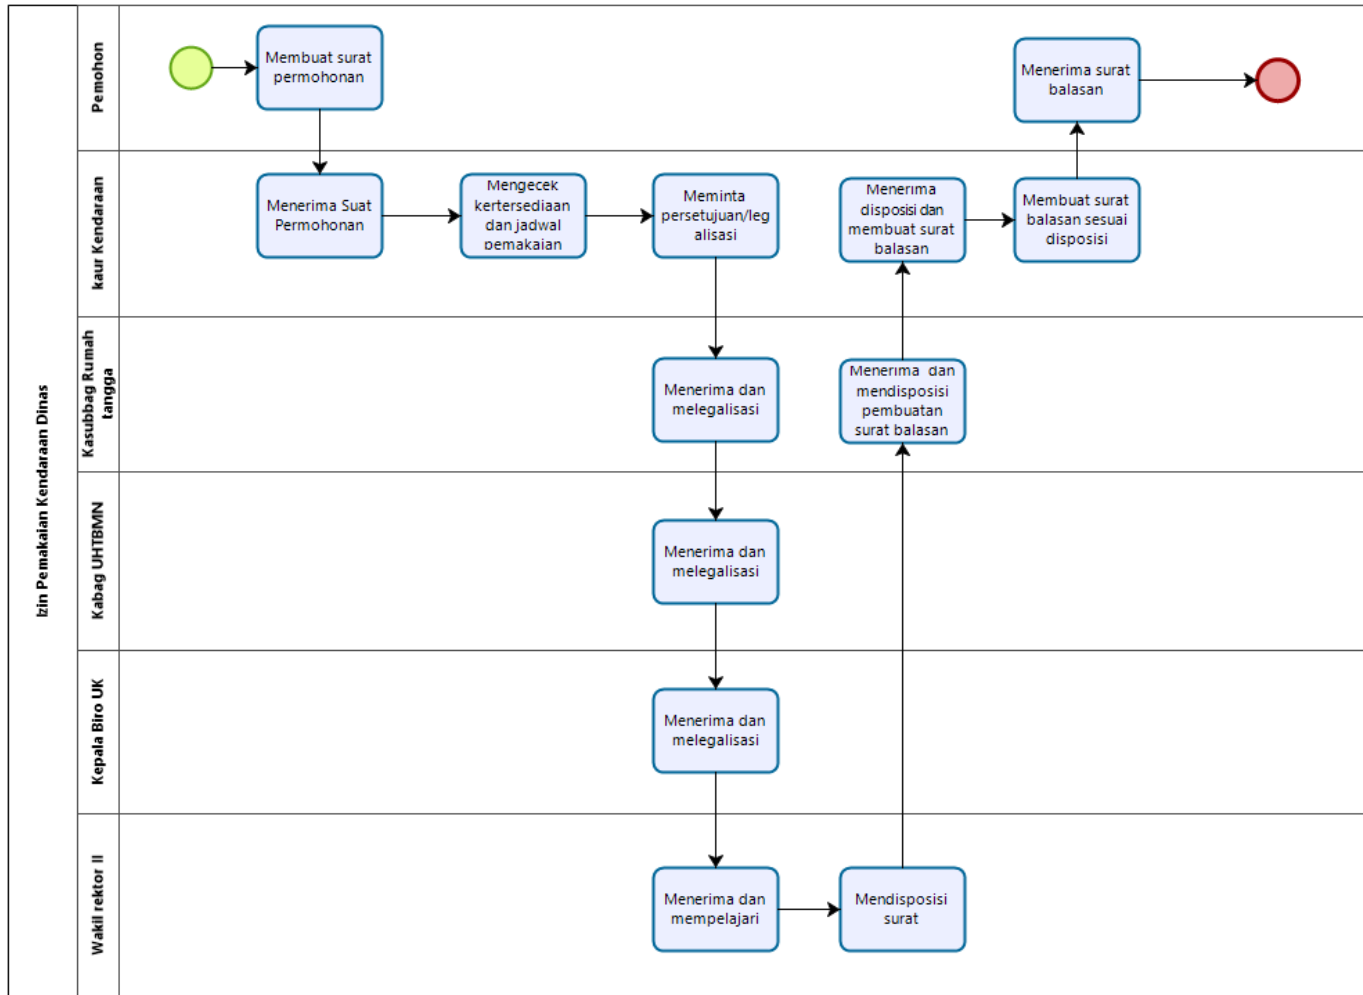 Izin Pemakaian Kendaraan Dinas
Pemohon
Membuat surat
permohonan
Menerima surat
balasan
kaur Kendaraan
Menerima Suat
Permohonan
Mengecek
kertersediaan
dan jadwal
pemakaian
Meminta
persetujuan/leg
alisasi
Menerima
disposisi dan
membuat surat
balasan
Membuat surat
balasan sesuai
disposisi
Kasubbag Rumah
tangga
Menerima dan
melegalisasi
Menerima dan
mendisposisi
pembuatan
surat balasan
Kabag UHTBMN
Menerima dan
melegalisasi
Kepala Biro UK
Menerima dan
melegalisasi
Wakil rektor II
Menerima dan
mempelajari
Mendisposisi
surat